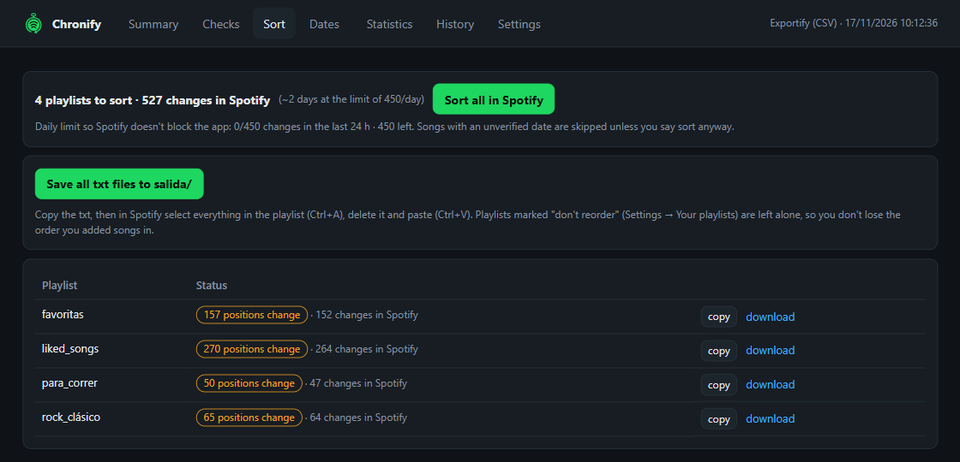 Chronify Summary Checks Sort Dates Statistics History Settings Exportify (CSV) · 17/11/2026 10:12:36
4 playlists to sort · 527 changes in Spotify (~2 days at the limit of 450/day) Sort all in Spotify
Daily limit so Spotify doesn't block the app: 0/450 changes in the last 24 h · 450 left. Songs with an unverified date are skipped unless you say sort anyway.
Save all txt files to salida/
Copy the txt, then in Spotify select everything in the playlist (Ctrl+A), delete it and paste (Ctrl+V). Playlists marked "don't reorder" (Settings → Your playlists) are left alone, so you don't lose the
order you added songs in.
Playlist Status
favoritas 157 positions change · 152 changes in Spotify copy download
liked_songs 270 positions change · 264 changes in Spotify copy download
para_correr 50 positions change · 47 changes in Spotify copy download
rock_clásico 65 positions change · 64 changes in Spotify copy download